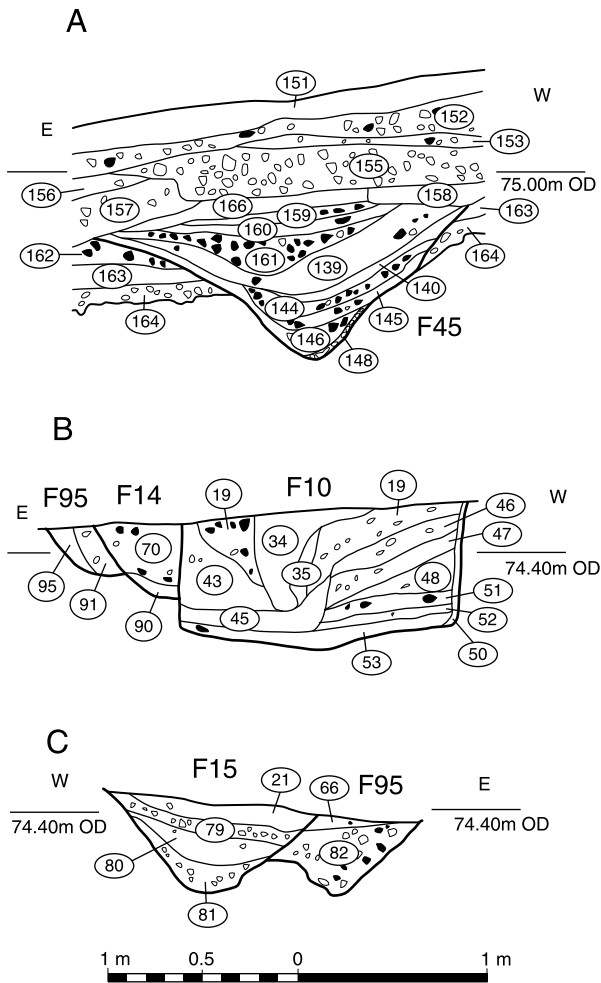 A
151
W
E
152
153
155
75.00m OD
156
158
157
166
159
163
160
162
161
139
164
163
140
164
144
145
F45
146
148
B
F95 F14 19 F10 19
E
W
46
70
34
47
74.40m OD
43
35
48
95
51
91
45
52
90
50
53
C
W
F15 21 66 F95 E
74.40m OD
79
74.40m OD
82
80
81
1 m 0.5 0 1 m